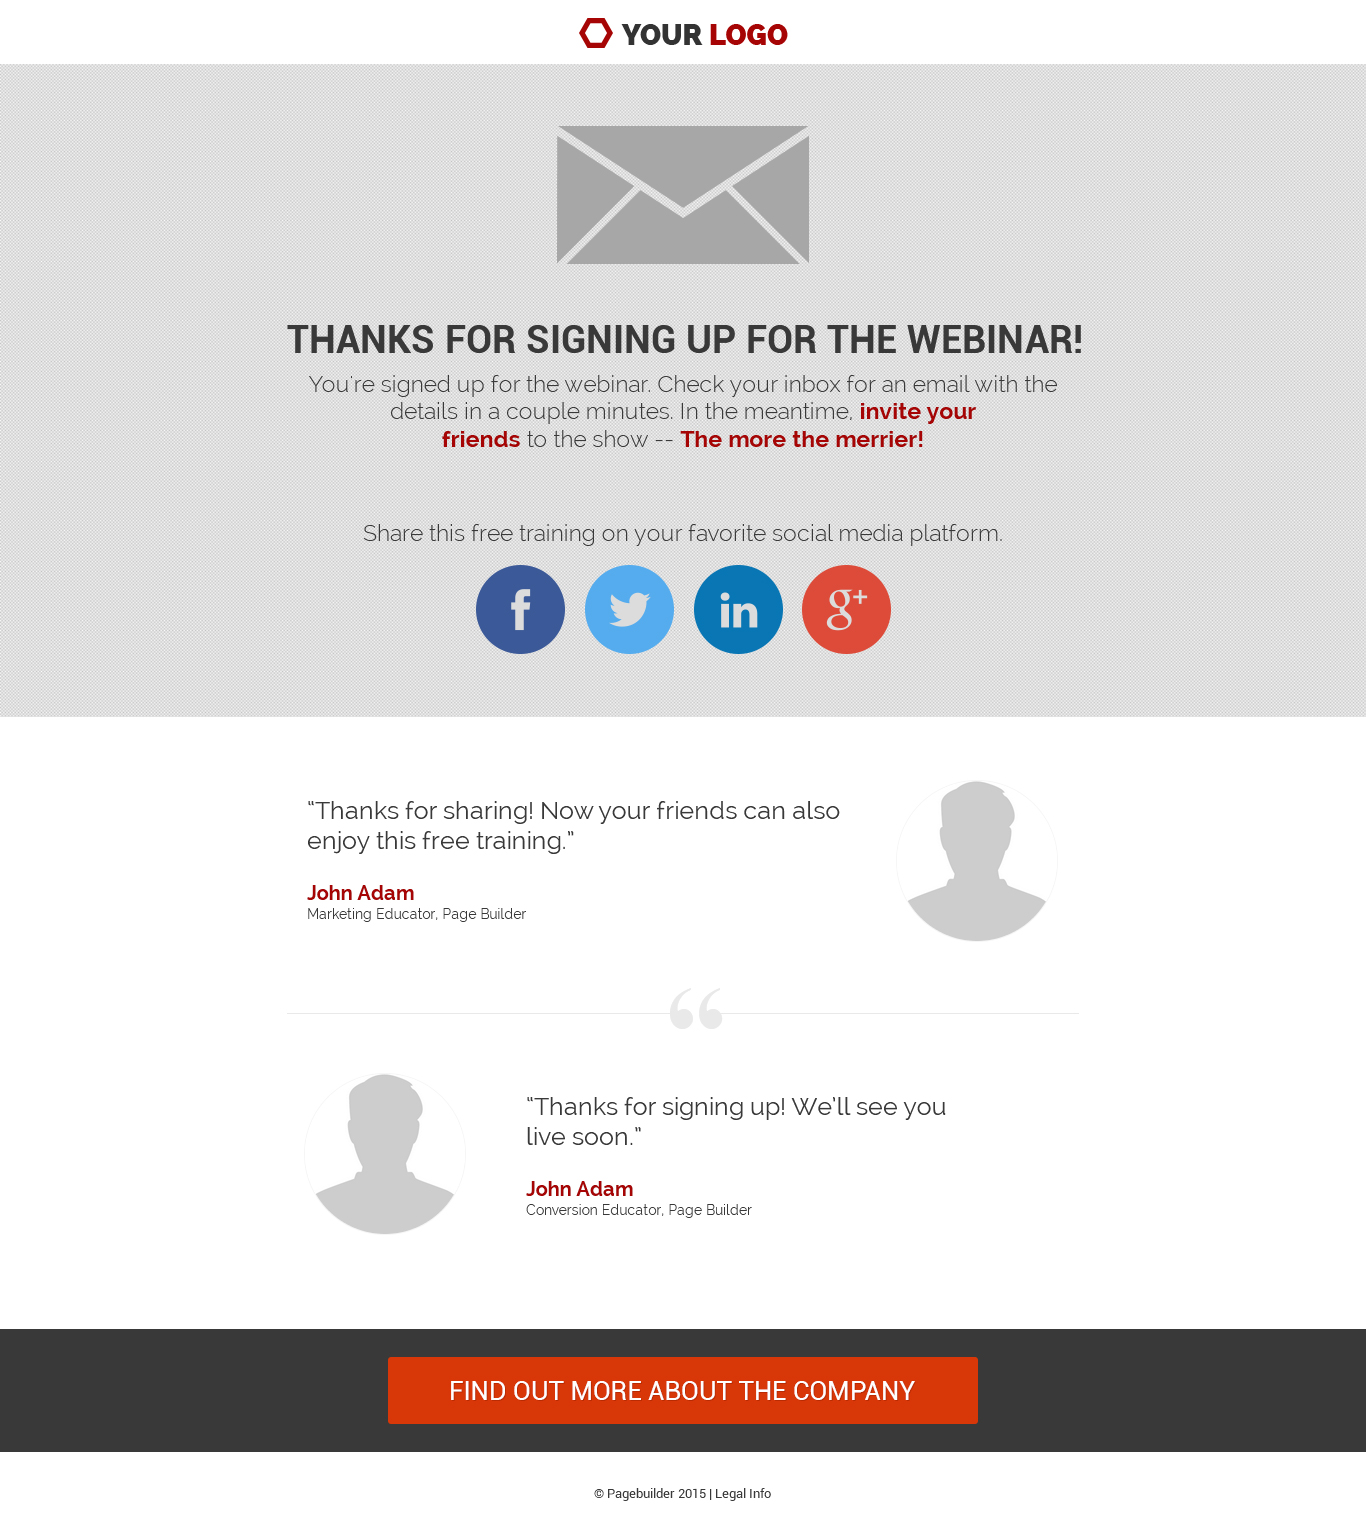 YOUR LOGO
THANKS FOR SIGNING UP FOR THE WEBINAR!
You're signed up for the webinar. Check your inbox for an email with the
details in a couple minutes. In the meantime, invite your
friends to the show -- The more the merrier!
Share this free training on your favorite social media platform.
f
in
g+
“Thanks for sharing! Now your friends can also
enjoy this free training.”
John Adam
Marketing Educator, Page Builder
“
“Thanks for signing up! We’ll see you
live soon.”
John Adam
Conversion Educator, Page Builder
FIND OUT MORE ABOUT THE COMPANY
© Pagebuilder 2015 | Legal Info